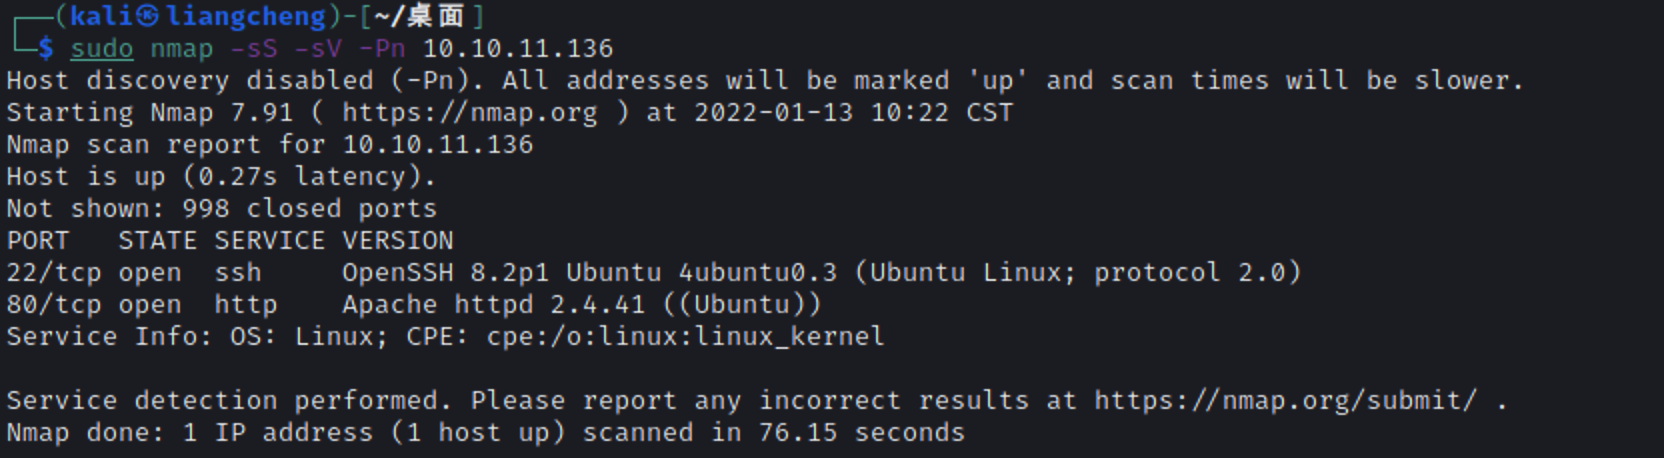 ┌──(kali㉿liangcheng)-[~/桌面]
└─$ sudo nmap -sS -sV -Pn 10.10.11.136
Host discovery disabled (-Pn). All addresses will be marked 'up' and scan times will be slower.
Starting Nmap 7.91 ( https://nmap.org ) at 2022-01-13 10:22 CST
Nmap scan report for 10.10.11.136
Host is up (0.27s latency).
Not shown: 998 closed ports
PORT   STATE SERVICE VERSION
22/tcp open  ssh     OpenSSH 8.2p1 Ubuntu 4ubuntu0.3 (Ubuntu Linux; protocol 2.0)
80/tcp open  http    Apache httpd 2.4.41 ((Ubuntu))
Service Info: OS: Linux; CPE: cpe:/o:linux:linux_kernel

Service detection performed. Please report any incorrect results at https://nmap.org/submit/ .
Nmap done: 1 IP address (1 host up) scanned in 76.15 seconds